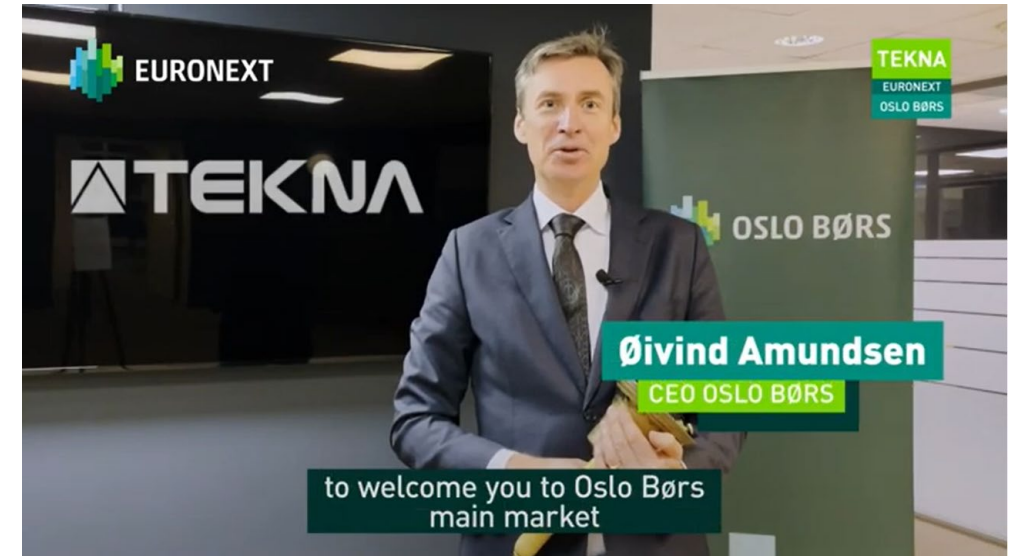 EURONEXT
TEKNA
EURONEXT
OSLO BØRS
TEKNA
OSLO BØRS
Øivind Amundsen
CEO OSLO BØRS
to welcome you to Oslo Børs
main market